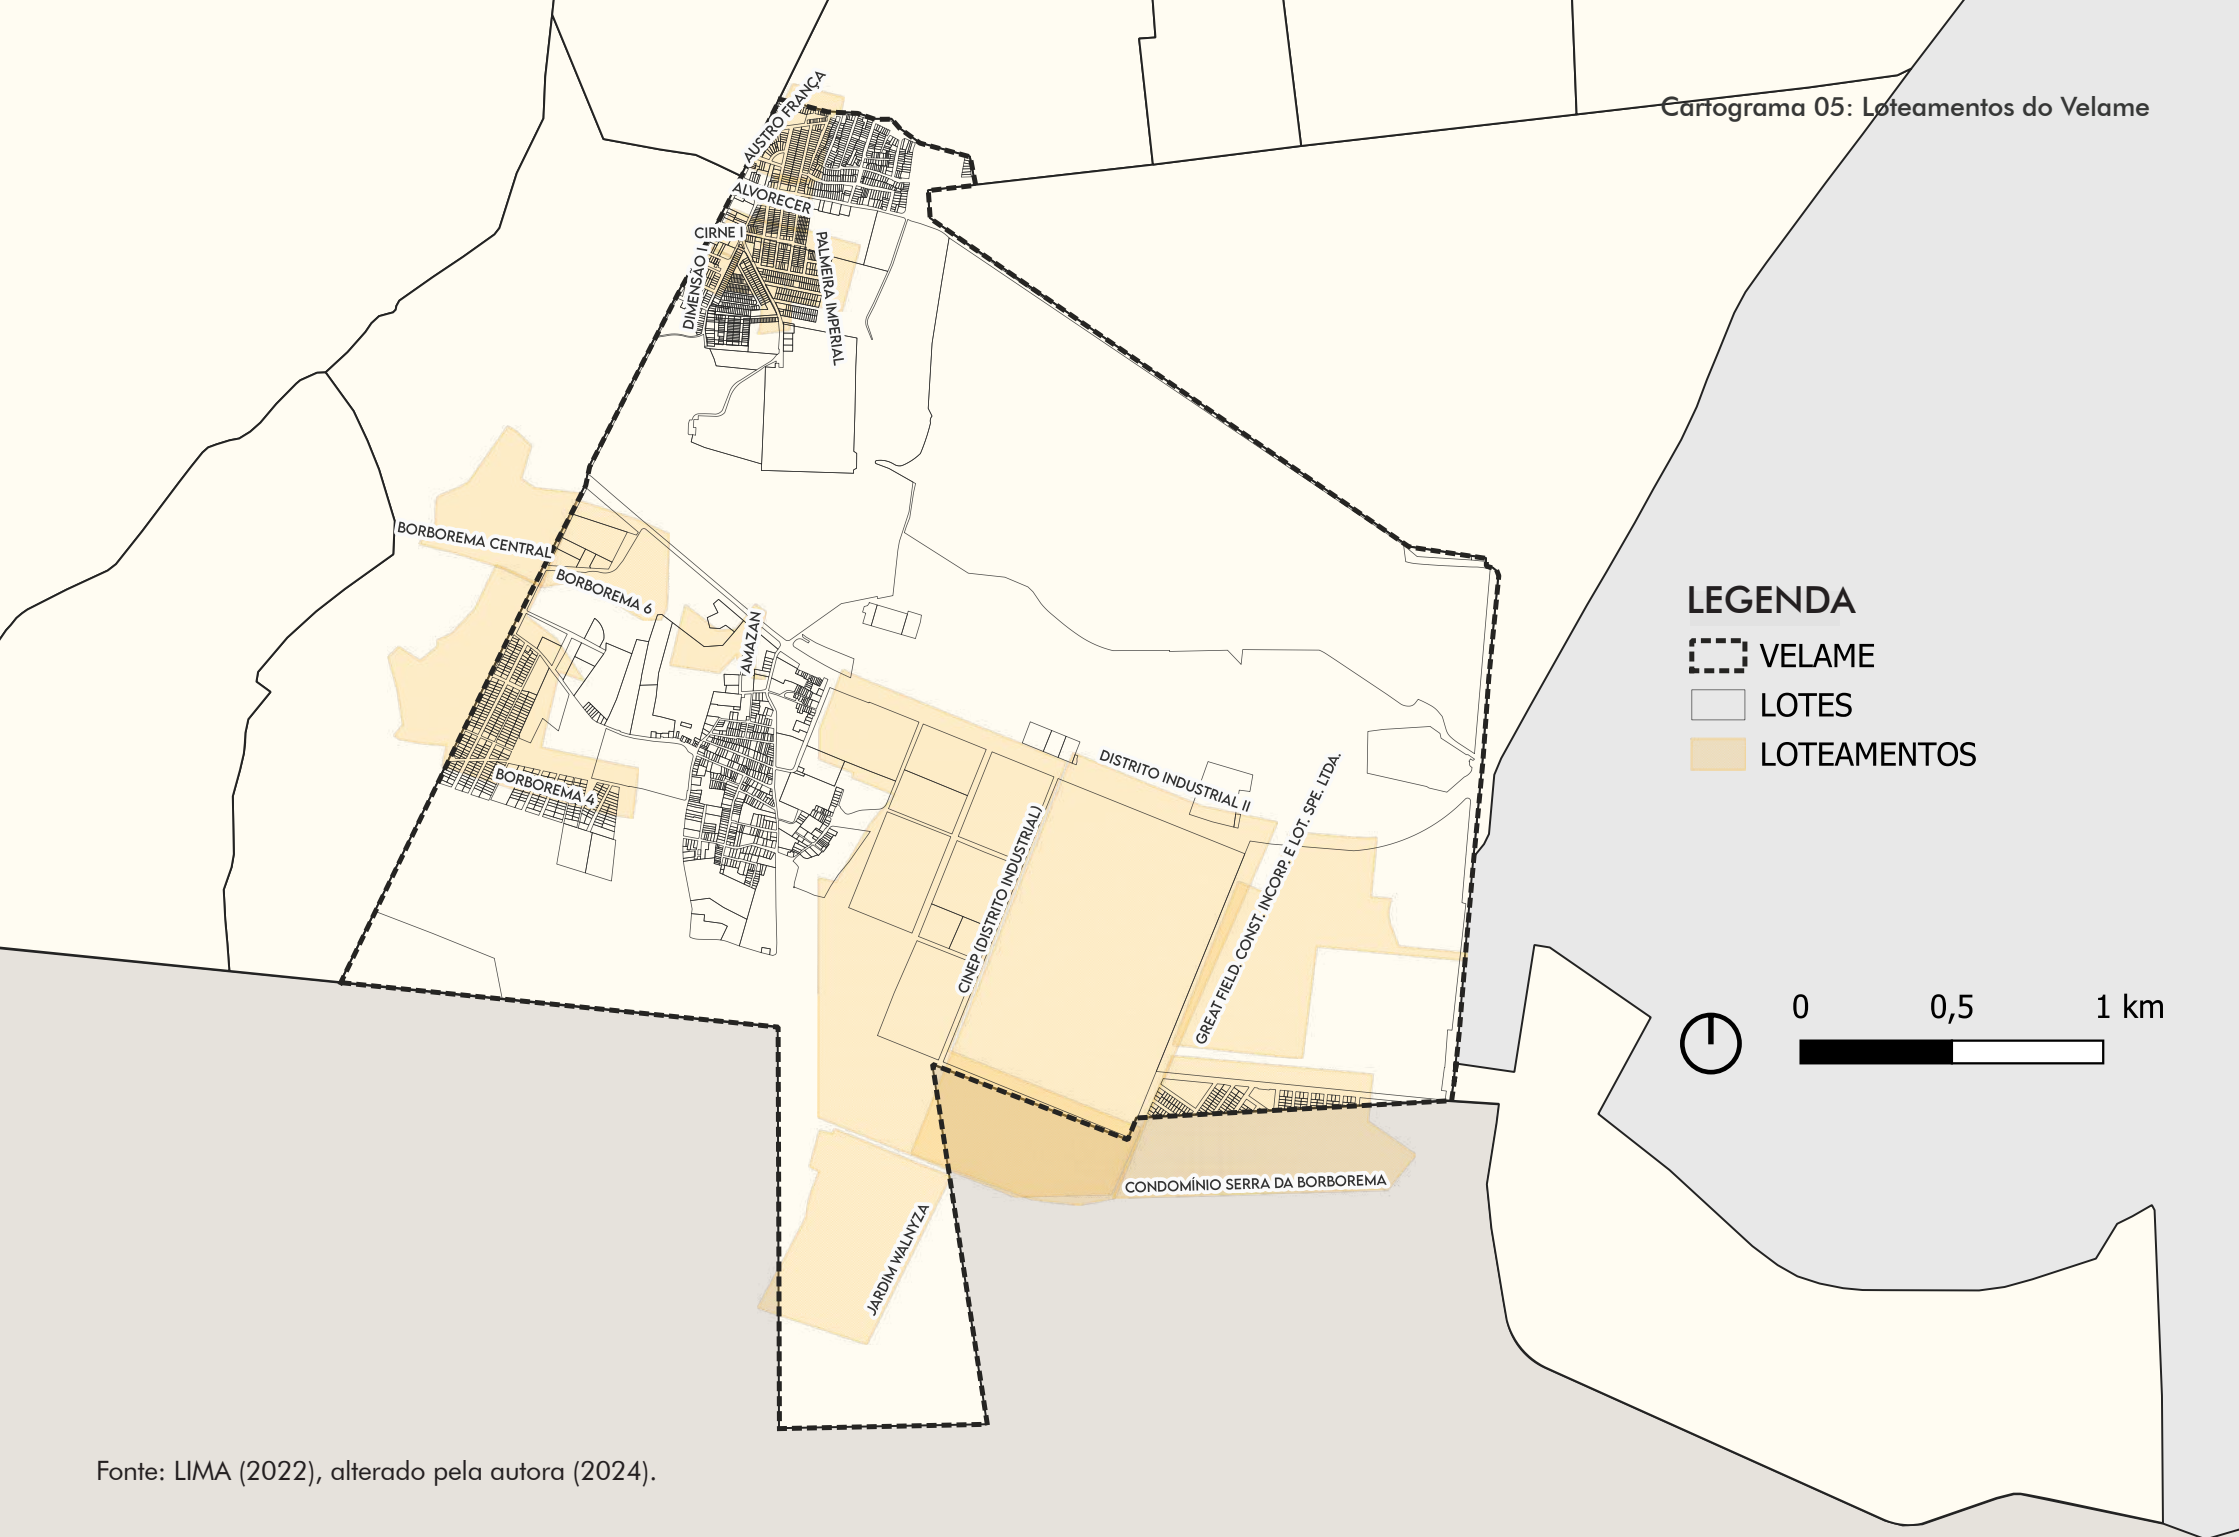 Cartograma 05: Loteamentos do Velame
AUSTRO FRANÇA
ALVORECER
CIRNE I
DIMENSÃO I
PALMEIRA IMPERIAL
BORBOREMA CENTRAL
BORBOREMA 6
AMAZAN
BORBOREMA 4
DISTRITO INDUSTRIAL II
CINEP (DISTRITO INDUSTRIAL)
GREAT FIELD. CONST. INCORP. E LOT. SPE. LTDA.
CONDOMÍNIO SERRA DA BORBOREMA
JARDIM WALNYZA
LEGENDA
VELAME
LOTES
LOTEAMENTOS
0 0,5 1 km
Fonte: LIMA (2022), alterado pela autora (2024).